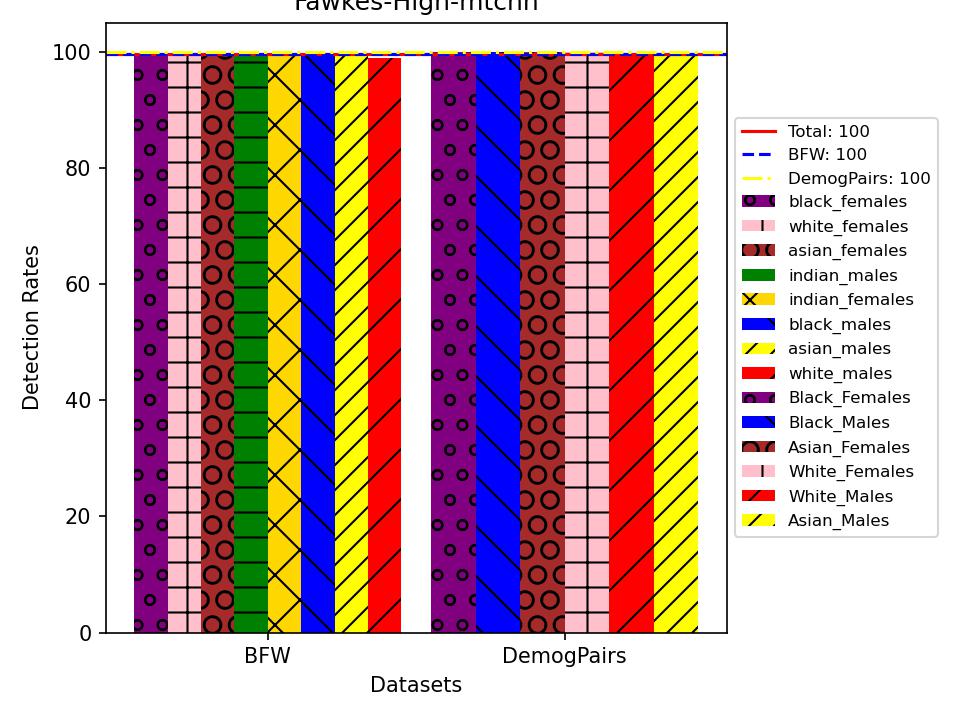 Fawkes-High-mtcnn
100
80
60
40
20
0
Detection Rates
BFW
DemogPairs
Datasets
Total: 100
BFW: 100
DemogPairs: 100
black_females
white_females
asian_females
indian_males
indian_females
black_males
asian_males
white_males
Black_Females
Black_Males
Asian_Females
White_Females
White_Males
Asian_Males